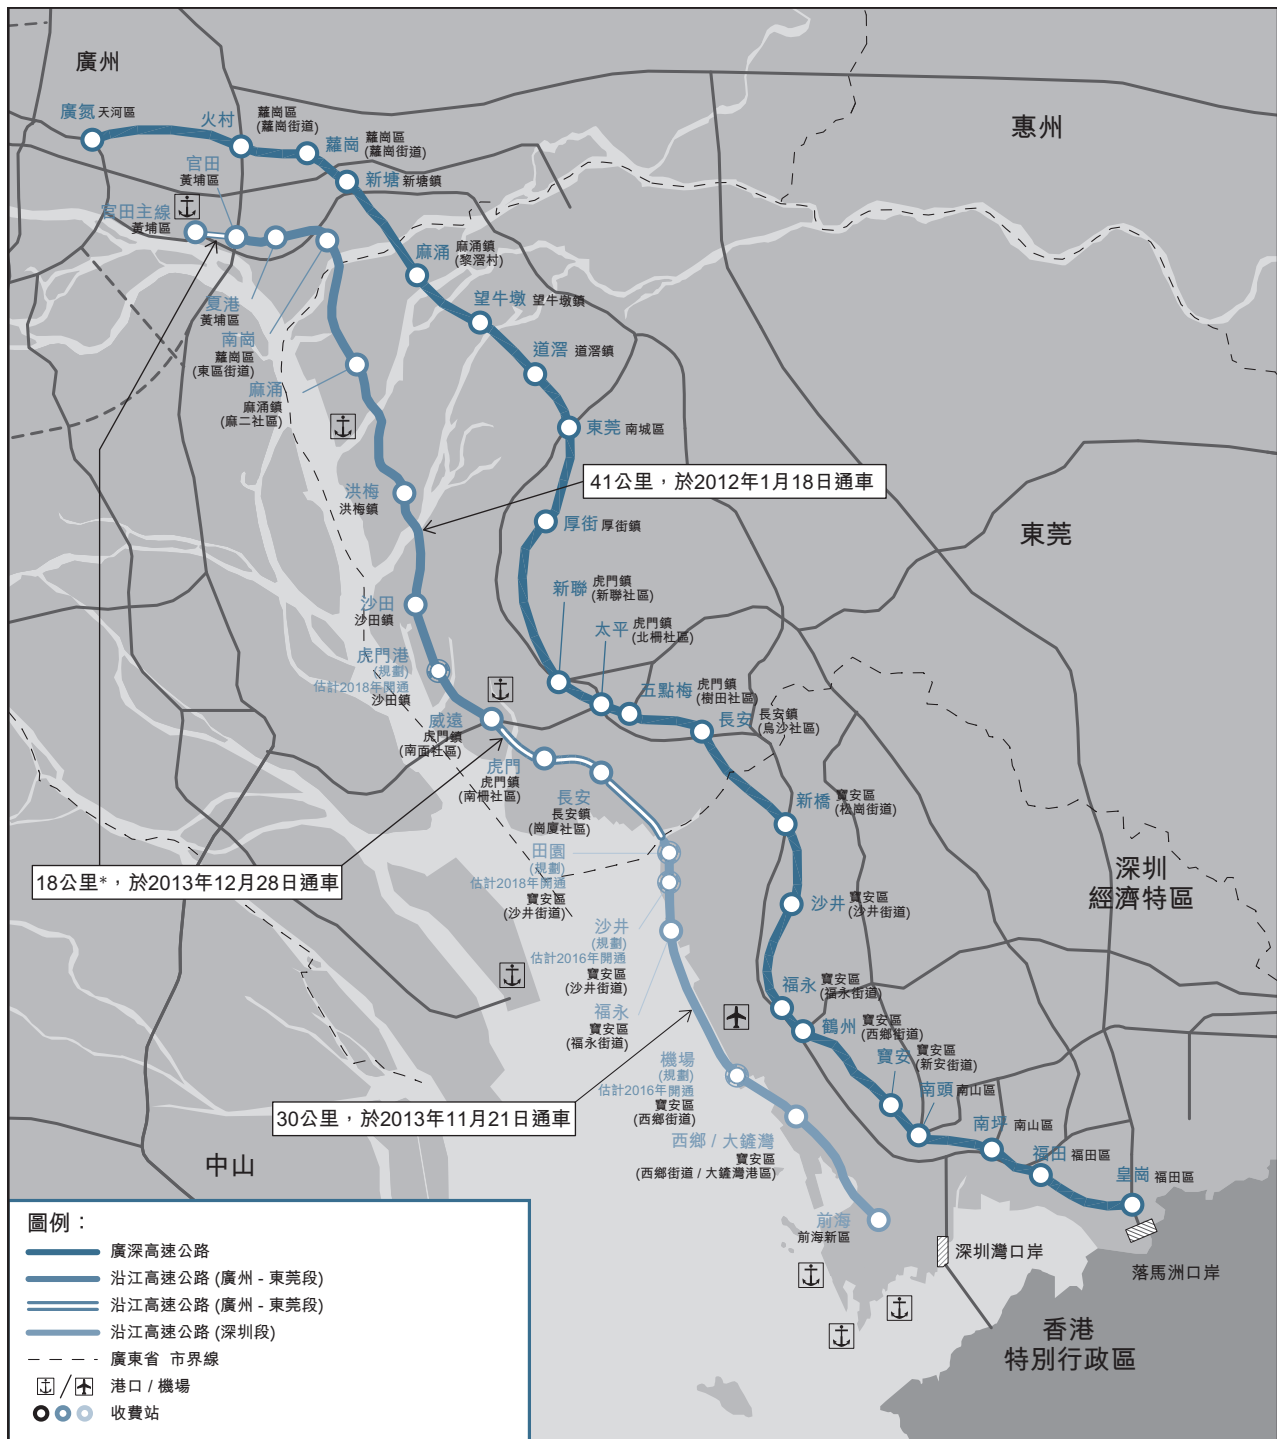 廣州
惠州
廣氮 天河區
火村
蘿崗區
(蘿崗街道)
蘿崗
蘿崗區
(蘿崗街道)
新塘 新塘鎮
官田
黃埔區
官田主線
黃埔區
麻涌
麻涌鎮
(黎滘村)
望牛墩 望牛墩鎮
夏港
黃埔區
南崗
蘿崗區
(東區街道)
道滘 道滘鎮
麻涌
麻涌鎮
(麻二社區)
東莞 南城區
41公里，於2012年1月18日通車
洪梅
洪梅鎮
厚街 厚街鎮
東莞
新聯
虎門鎮
(新聯社區)
沙田
沙田鎮
太平
虎門鎮
(北柵社區)
虎門港
(規劃)
估計2018年開通
沙田鎮
五點梅
虎門鎮
(樹田社區)
威遠
虎門鎮
(南面社區)
長安
長安鎮
(烏沙社區)
虎門
虎門鎮
(南柵社區)
長安
長安鎮
(崗廈社區)
新橋
寶安區
(松崗街道)
田園
(規劃)
估計2018年開通
寶安區
(沙井街道)
18公里*，於2013年12月28日通車
深圳
經濟特區
沙井
寶安區
(沙井街道)
沙井
(規劃)
估計2016年開通
寶安區
(沙井街道)
福永
寶安區
(福永街道)
福永
寶安區
(福永街道)
鶴州
寶安區
(西鄉街道)
機場
(規劃)
估計2016年開通
寶安區
(西鄉街道)
寶安
寶安區
(新安街道)
南頭 南山區
30公里，於2013年11月21日通車
南坪 南山區
西鄉 / 大鏟灣
寶安區
(西鄉街道 / 大鏟灣港區)
福田 福田區
皇崗 福田區
中山
前海
前海新區
深圳灣口岸
落馬洲口岸
香港
特別行政區
圖例：
廣深高速公路
沿江高速公路 (廣州 - 東莞段)
沿江高速公路 (廣州 - 東莞段)
沿江高速公路 (深圳段)
廣東省 市界線
港口 / 機場
收費站